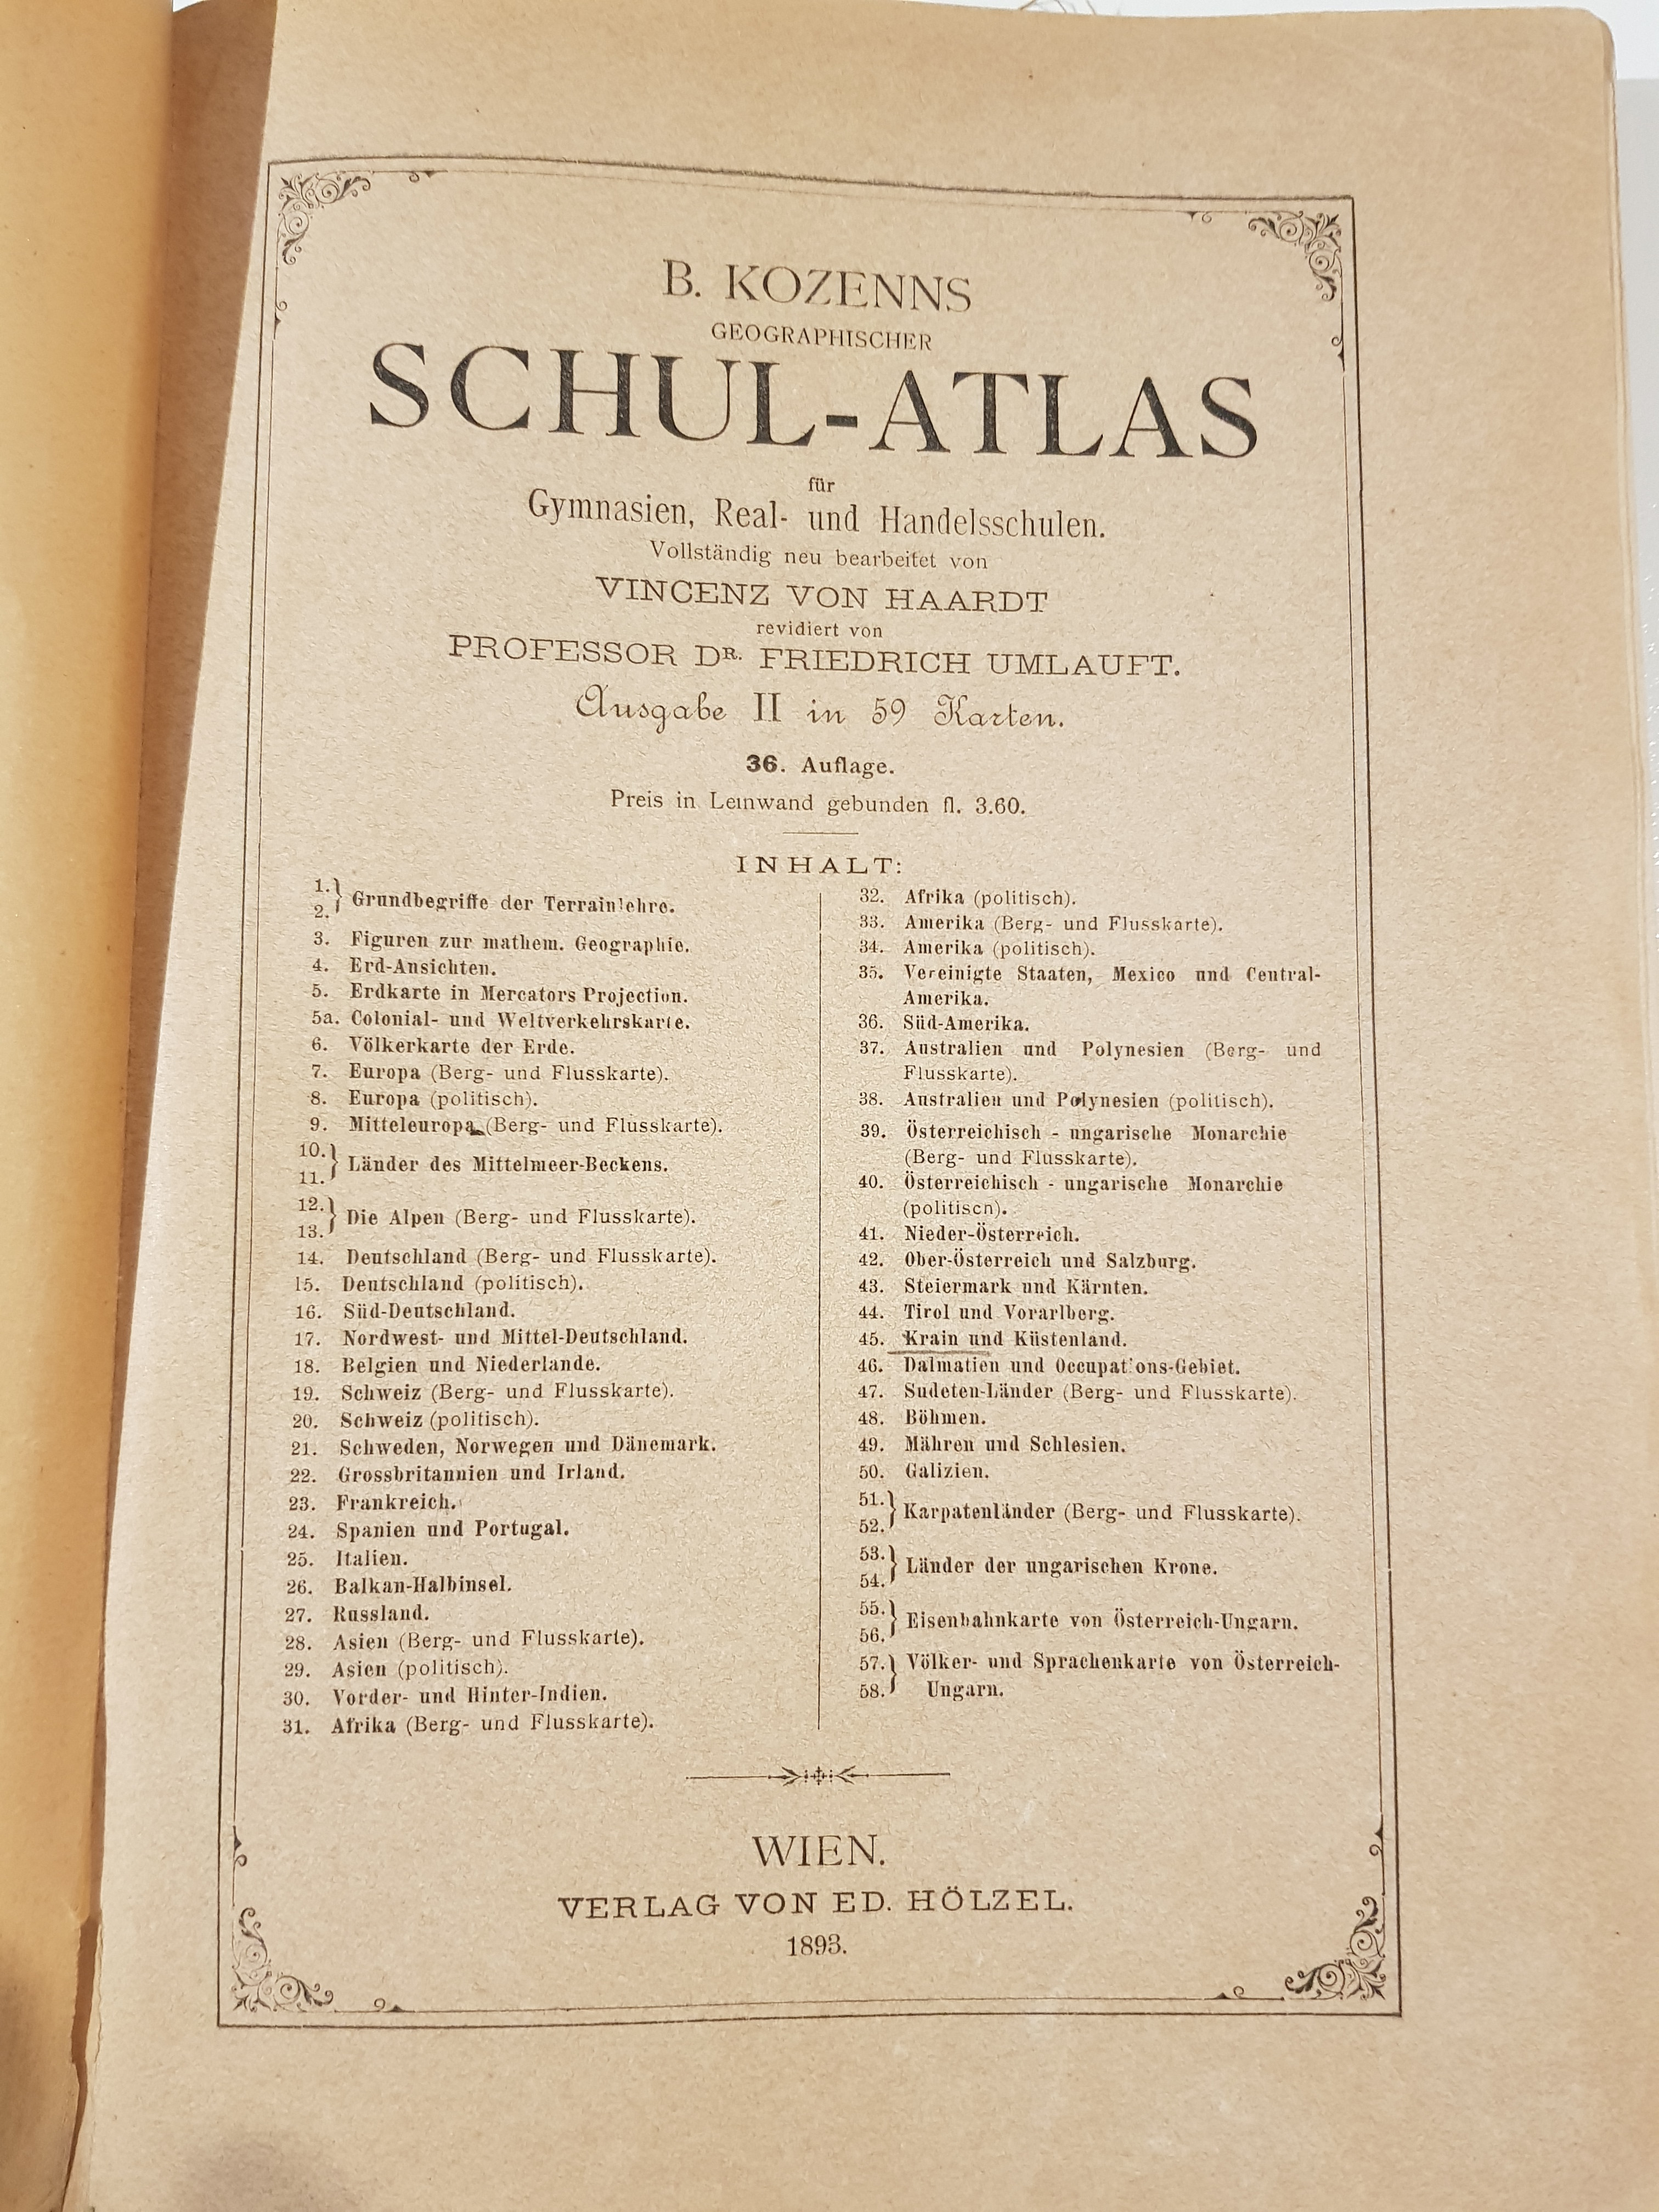 B. KOZENNS
GEOGRAPHISCHER
SCHUL-ATLAS
für
Gymnasien, Real- und Handelsschulen.
Vollständig neu bearbeitet von
VINCENZ VON HAARDT
revidiert von
PROFESSOR DR. FRIEDRICH UMLAUFT.
Ausgabe II in 59 Karten.
36. Auflage.
Preis in Leinwand gebunden fl. 3.60.
INHALT:
1. 2. } Grundbegriffe der Terrainlehre.
3. Figuren zur mathem. Geographie.
4. Erd-Ansichten.
5. Erdkarte in Mercators Projection.
5a. Colonial- und Weltverkehrskarte.
6. Völkerkarte der Erde.
7. Europa (Berg- und Flusskarte).
8. Europa (politisch).
9. Mitteleuropa (Berg- und Flusskarte).
10. 11. } Länder des Mittelmeer-Beckens.
12. 13. } Die Alpen (Berg- und Flusskarte).
14. Deutschland (Berg- und Flusskarte).
15. Deutschland (politisch).
16. Süd-Deutschland.
17. Nordwest- und Mittel-Deutschland.
18. Belgien und Niederlande.
19. Schweiz (Berg- und Flusskarte).
20. Schweiz (politisch).
21. Schweden, Norwegen und Dänemark.
22. Grossbritannien und Irland.
23. Frankreich.
24. Spanien und Portugal.
25. Italien.
26. Balkan-Halbinsel.
27. Russland.
28. Asien (Berg- und Flusskarte).
29. Asien (politisch).
30. Vorder- und Hinter-Indien.
31. Afrika (Berg- und Flusskarte).
32. Afrika (politisch).
33. Amerika (Berg- und Flusskarte).
34. Amerika (politisch).
35. Vereinigte Staaten, Mexico und Central-
Amerika.
36. Süd-Amerika.
37. Australien und Polynesien (Berg- und
Flusskarte).
38. Australien und Polynesien (politisch).
39. Österreichisch - ungarische Monarchie
(Berg- und Flusskarte).
40. Österreichisch - ungarische Monarchie
(politisch).
41. Nieder-Österreich.
42. Ober-Österreich und Salzburg.
43. Steiermark und Kärnten.
44. Tirol und Vorarlberg.
45. Krain und Küstenland.
46. Dalmatien und Occupations-Gebiet.
47. Sudeten-Länder (Berg- und Flusskarte).
48. Böhmen.
49. Mähren und Schlesien.
50. Galizien.
51. 52. } Karpatenländer (Berg- und Flusskarte).
53. 54. } Länder der ungarischen Krone.
55. 56. } Eisenbahnkarte von Österreich-Ungarn.
57. 58. } Völker- und Sprachenkarte von Österreich-
Ungarn.
WIEN.
VERLAG VON ED. HÖLZEL.
1893.